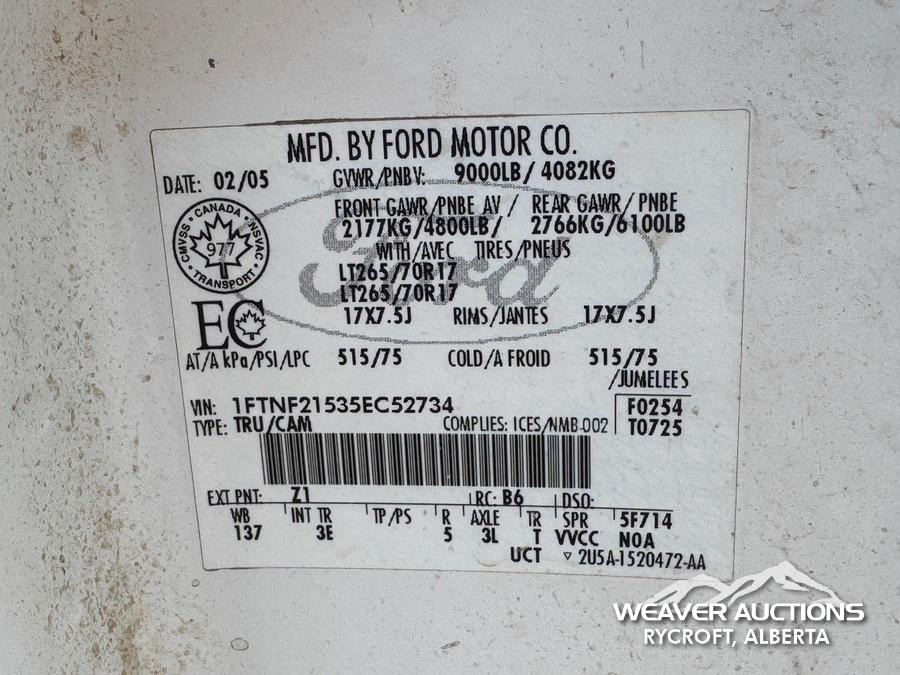 MFD. BY FORD MOTOR CO.
DATE: 02/05 GVWR/PNBV: 9000LB/ 4082KG
FRONT GAWR/PNBE AV/ REAR GAWR/ PNBE
2177KG/4800LB/ 2766KG/6100LB
WITH/AVEC TIRES/PNEUS
LT265/70R17
LT265/70R17
17X7.5J RIMS/JANTES 17X7.5J
CANADA
CMVSS NSVAC
977
TRANSPORT
Ford
EC
AT/A kPa/PSI/LPC 515/75 COLD/A FROID 515/75
/JUMELEES
VIN: 1FTNF21535EC52734 F0254
TYPE: TRU/CAM COMPLIES: ICES/NMB-002 T0725
EXT PNT: Z1 RC: B6 DSO:
WB INT TR TP/PS R AXLE TR SPR 5F714
137 3E 5 3L T VVCC NOA
UCT ▽ 2U5A-1520472-AA
WEAVER AUCTIONS
RYCROFT, ALBERTA